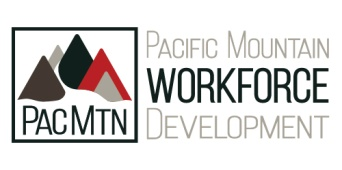 PACMTN
PACIFIC MOUNTAIN
WORKFORCE
DEVELOPMENT